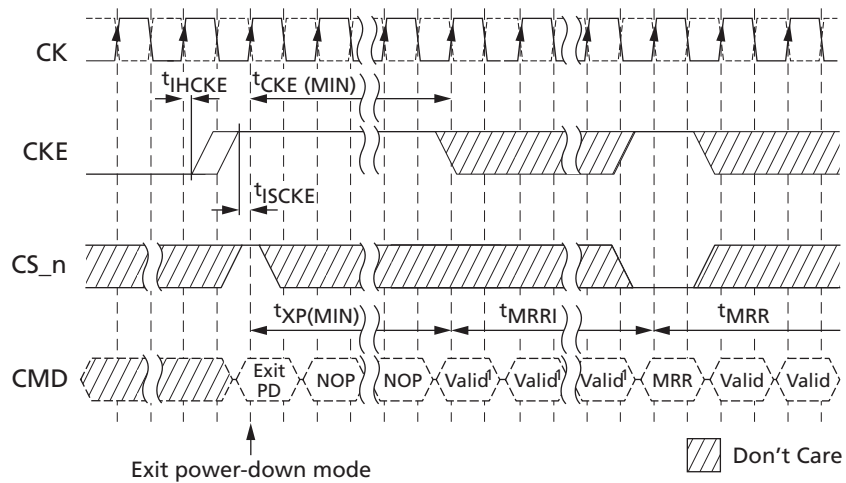 CK
tIHCKE tCKE (MIN)
CKE
tISCKE
CS_n
tXP(MIN) tMRRI tMRR
CMD Exit PD NOP NOP Valid1 Valid1 Valid1 MRR Valid Valid
Exit power-down mode
Don't Care